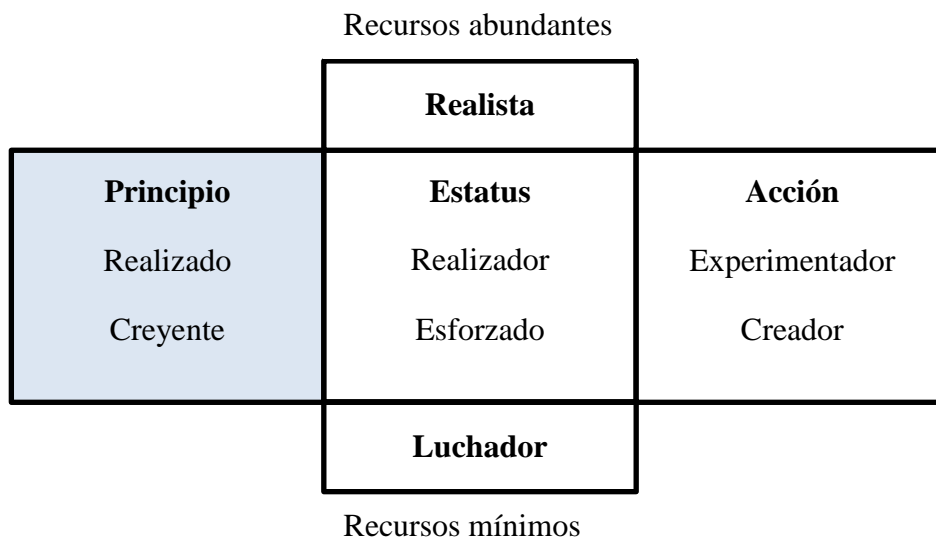 Recursos abundantes
Realista
Principio
Estatus
Acción
Realizado
Realizador
Experimentador
Creyente
Esforzado
Creador
Luchador
Recursos mínimos